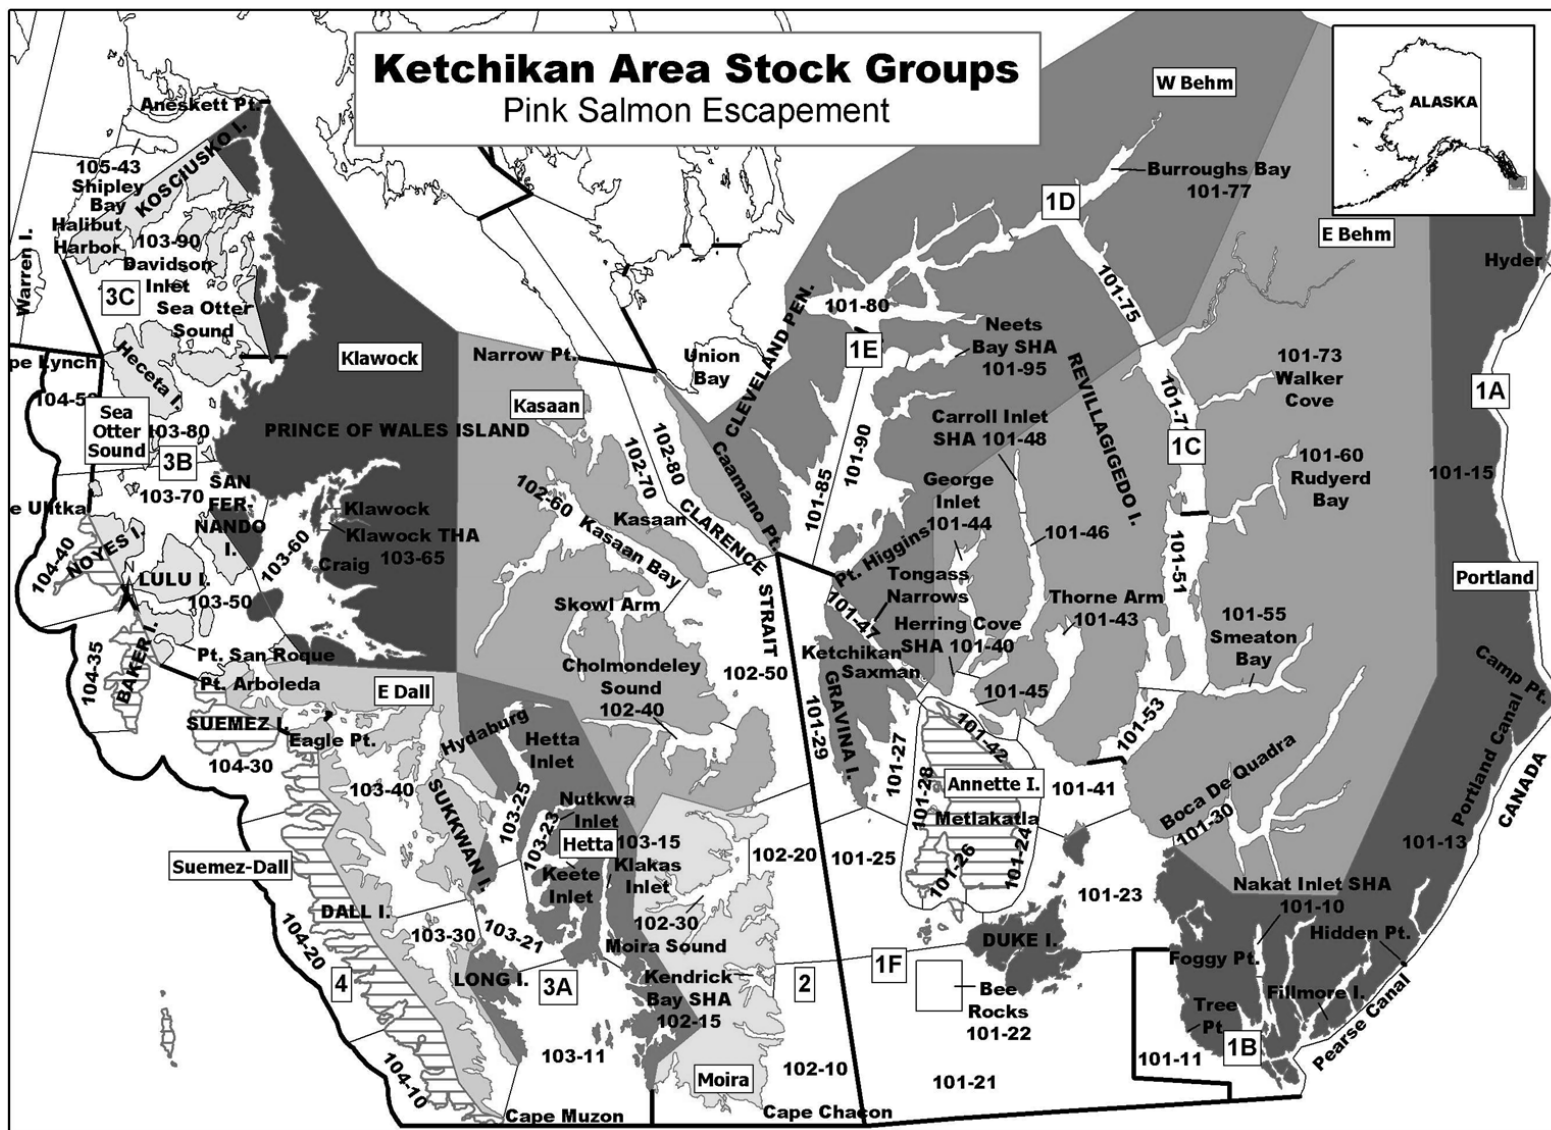 Ketchikan Area Stock Groups
Pink Salmon Escapement
ALASKA
W Behm
Aneskett Pt.
KOSCIUSKO I.
105-43
Shipley
Bay
Halibut
Harbor
103-90
Davidson
Inlet
3C
Sea Otter
Sound
Warren I.
Burroughs Bay
101-77
1D
E Behm
Hyder
101-75
101-80
CLEVELAND PEN.
1E
Neets
Bay SHA
101-95
Union
Bay
Narrow Pt.
Klawock
Heceta I.
pe Lynch
104-5
Sea
Otter
Sound
103-80
3B
103-70
Kasaan
PRINCE OF WALES ISLAND
Caamano Pt.
102-80
102-70
101-90
101-85
Carroll Inlet
SHA 101-48
REVILLAGIGEDO I.
101-7
1C
101-73
Walker
Cove
1A
101-60
Rudyerd
Bay
101-15
George
Inlet
101-44
101-46
SAN
FER-
NANDO
I.
e Ulitka
104-40
NOYES I.
N
LULU I.
103-50
103-60
Klawock
Klawock THA
103-65
Craig
102-60
Kasaan Bay
Kasaan
CLARENCE
STRAIT
Skowl Arm
Pt. Higgins
Tongass
Narrows
101-47
Herring Cove
SHA 101-40
Ketchikan
Saxman
Thorne Arm
101-43
101-51
101-55
Smeaton
Bay
Portland
Camp Pt.
104-35
BAKER I.
Pt. San Roque
Pt. Arboleda
E Dall
SUEMEZ I.
Eagle Pt.
104-30
Cholmondeley
Sound
102-40
102-50
101-29
GRAVINA I.
101-27
101-28
101-45
101-42
101-53
Annette I.
Metlakatla
101-41
101-24
101-26
Boca De Quadra
101-30
Portland Canal
CANADA
101-13
Hydaburg
Hetta
Inlet
103-40
SUKKWAN I.
103-25
Nutkwa
Inlet
103-23
Hetta
Keete
Inlet
103-15
Klakas
Inlet
102-20
101-25
101-23
Nakat Inlet SHA
101-10
Hidden Pt.
Suemez-Dall
DALL I.
103-30
103-21
102-30
Moira Sound
104-20
4
LONG I.
3A
Kendrick
Bay SHA
102-15
2
1F
DUKE I.
Bee
Rocks
101-22
Foggy Pt.
Tree
Pt.
Fillmore I.
1B
Pearse Canal
104-10
103-11
Moira
102-10
101-21
101-11
Cape Muzon
Cape Chacon